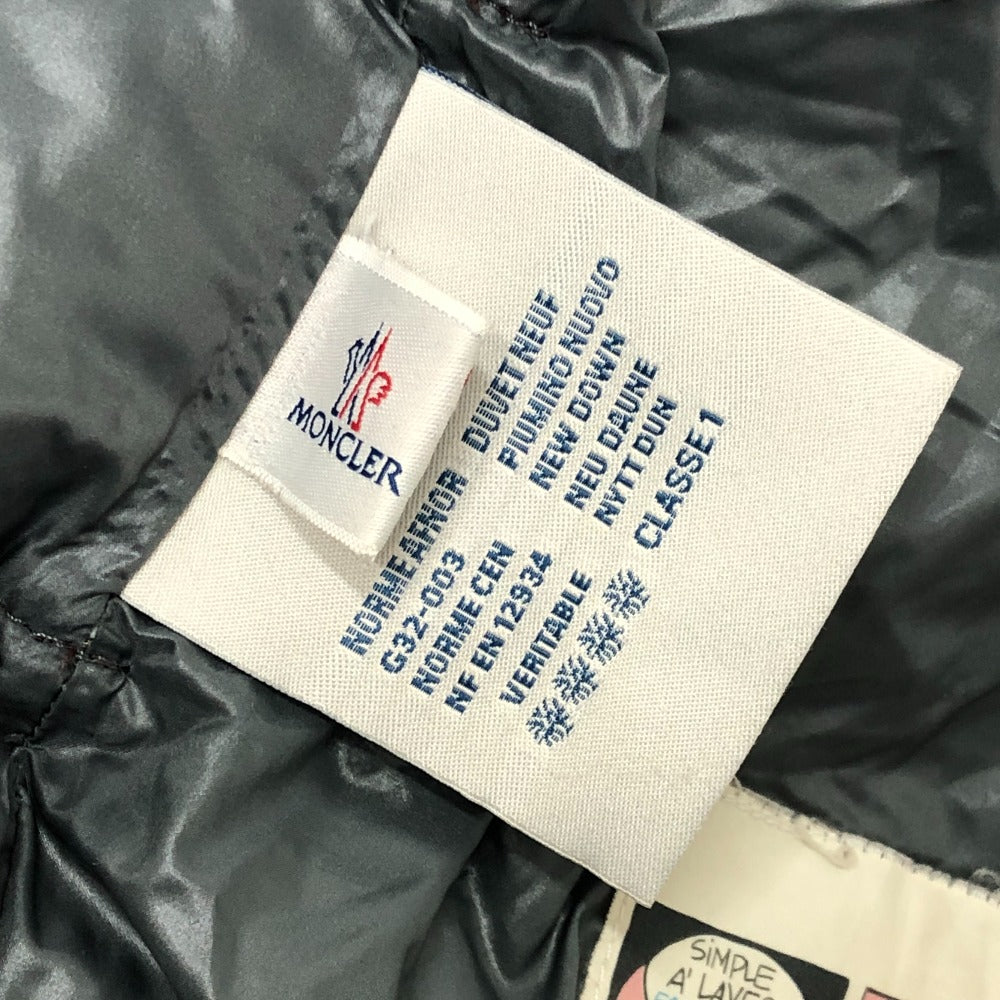 MONCLER
NORME AFNOR
G32-003
NORME CEN
NF EN 12934
VERITABLE
DUVET NEUF
PIUMINO NUOVO
NEW DOWN
NEU DAUNE
NYTT DUN
CLASSE 1
SiMPLE
A' LAVER